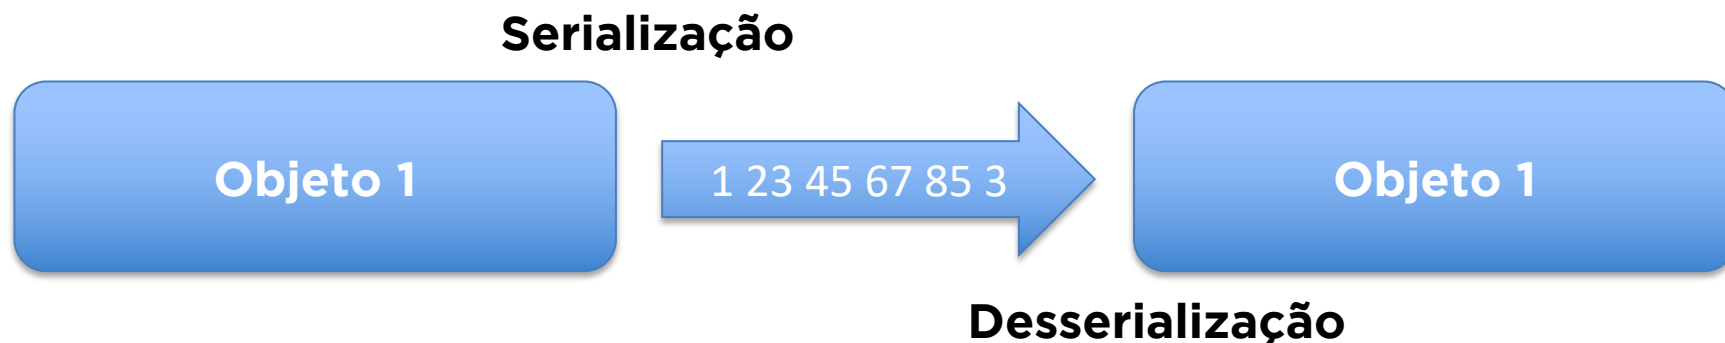 Serialização
Objeto 1
1 23 45 67 85 3
Objeto 1
Desserialização